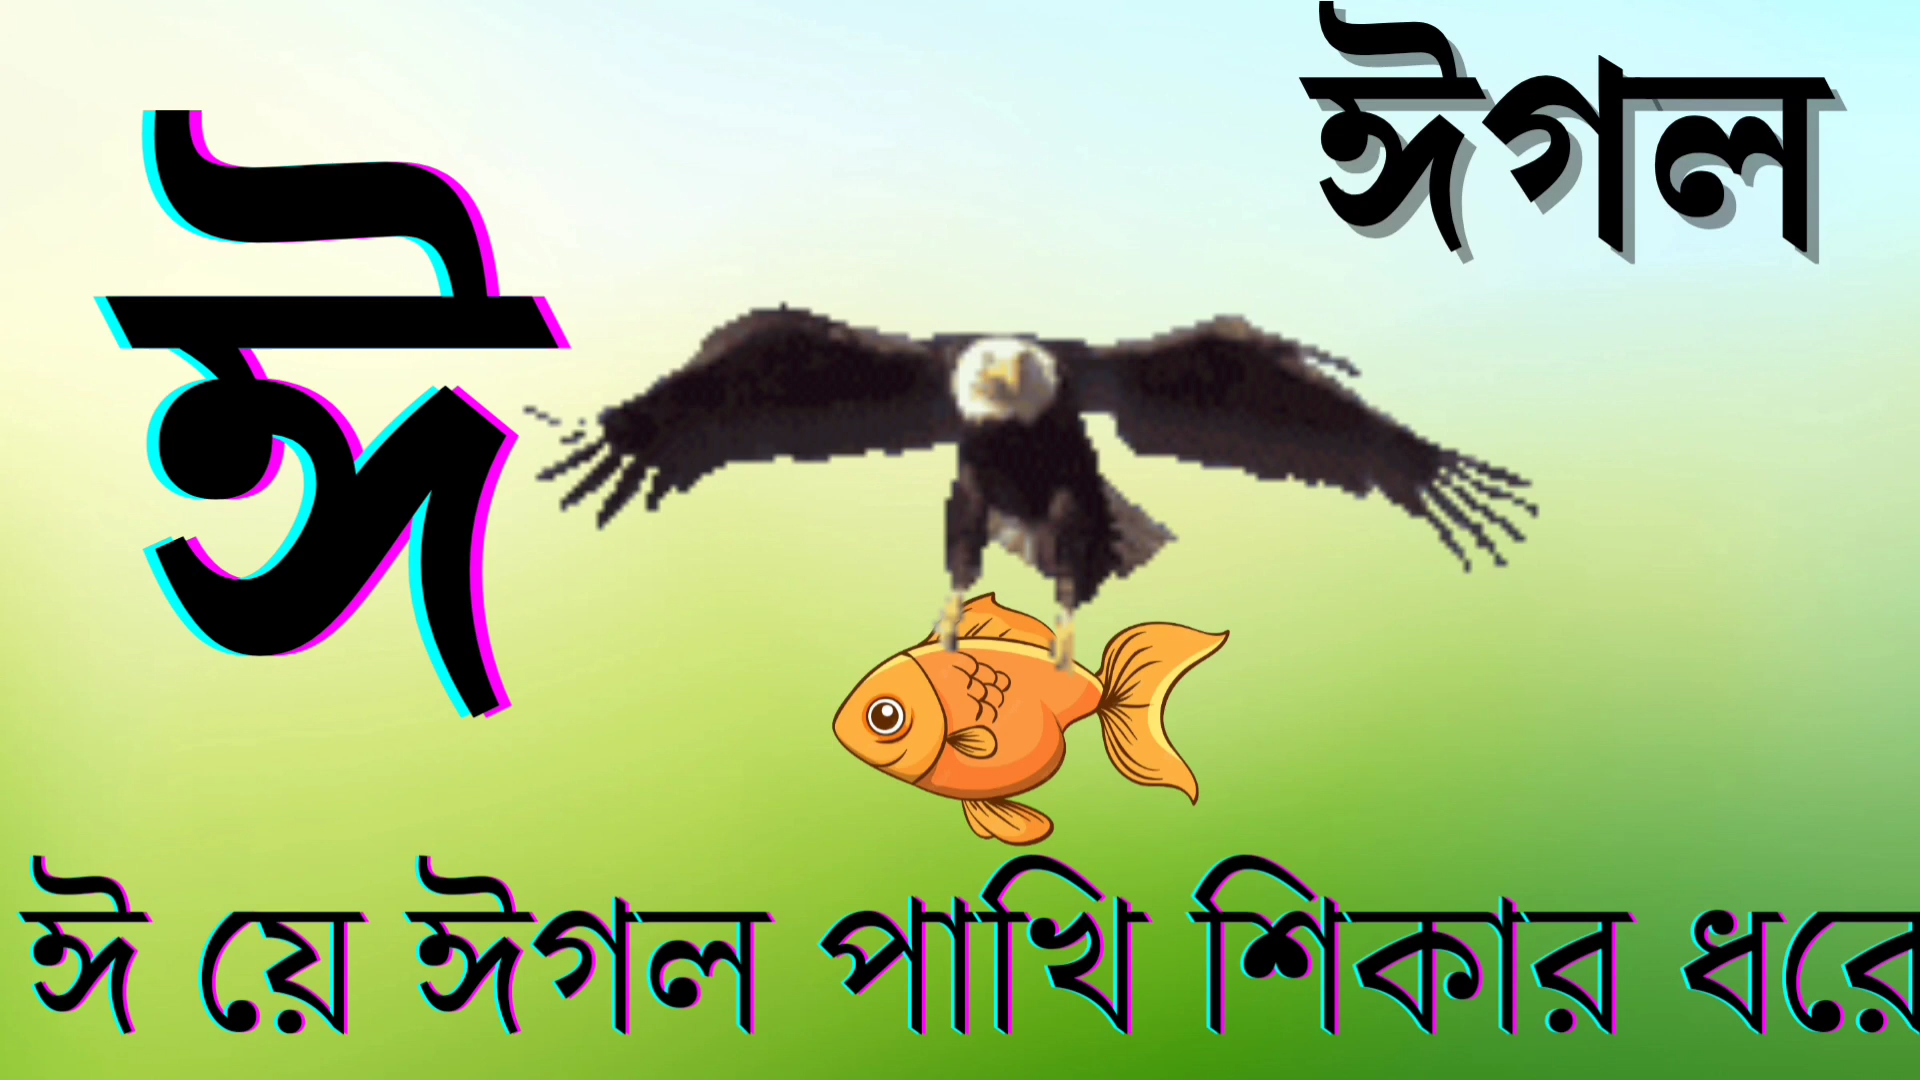 ঈগল
ঈ
ঈ য়ে ঈগল পাখি শিকার ধরে